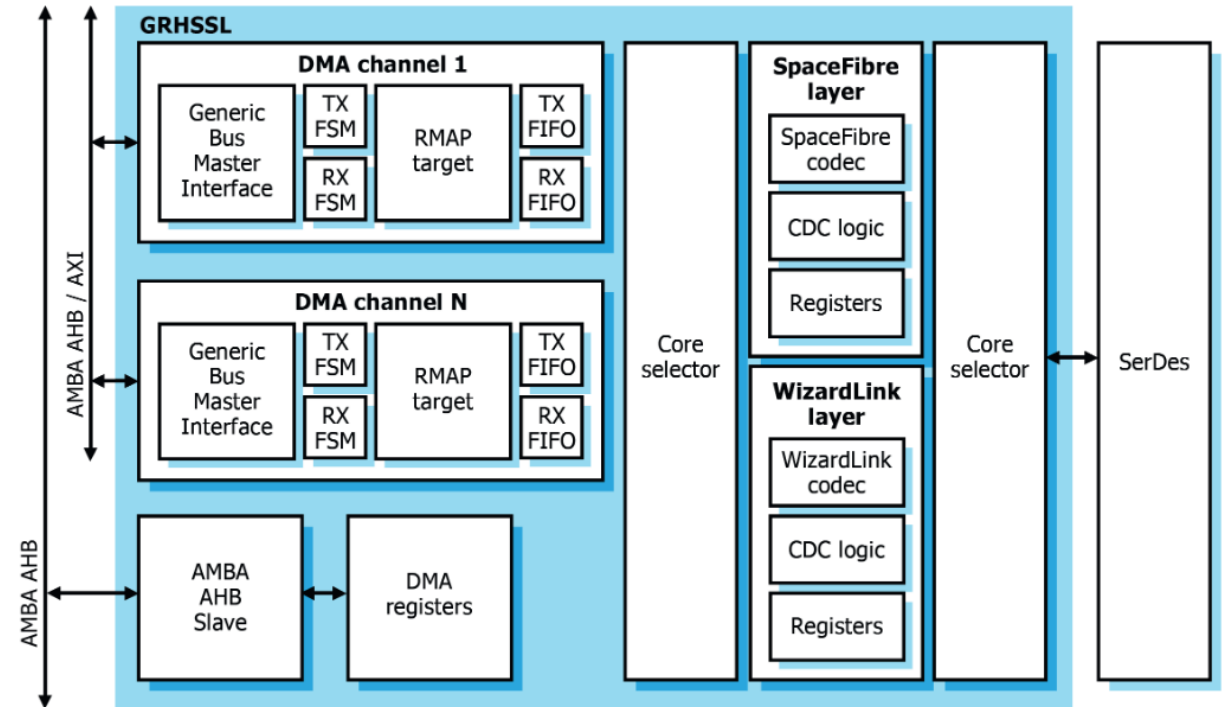 GRHSSL
DMA channel 1
Generic
Bus
Master
Interface
TX
FSM
RX
FSM
RMAP
target
TX
FIFO
RX
FIFO
DMA channel N
Generic
Bus
Master
Interface
TX
FSM
RX
FSM
RMAP
target
TX
FIFO
RX
FIFO
AMBA AHB / AXI
AMBA AHB
AMBA
AHB
Slave
DMA
registers
Core
selector
SpaceFibre
layer
SpaceFibre
codec
CDC logic
Registers
WizardLink
layer
WizardLink
codec
CDC logic
Registers
Core
selector
SerDes